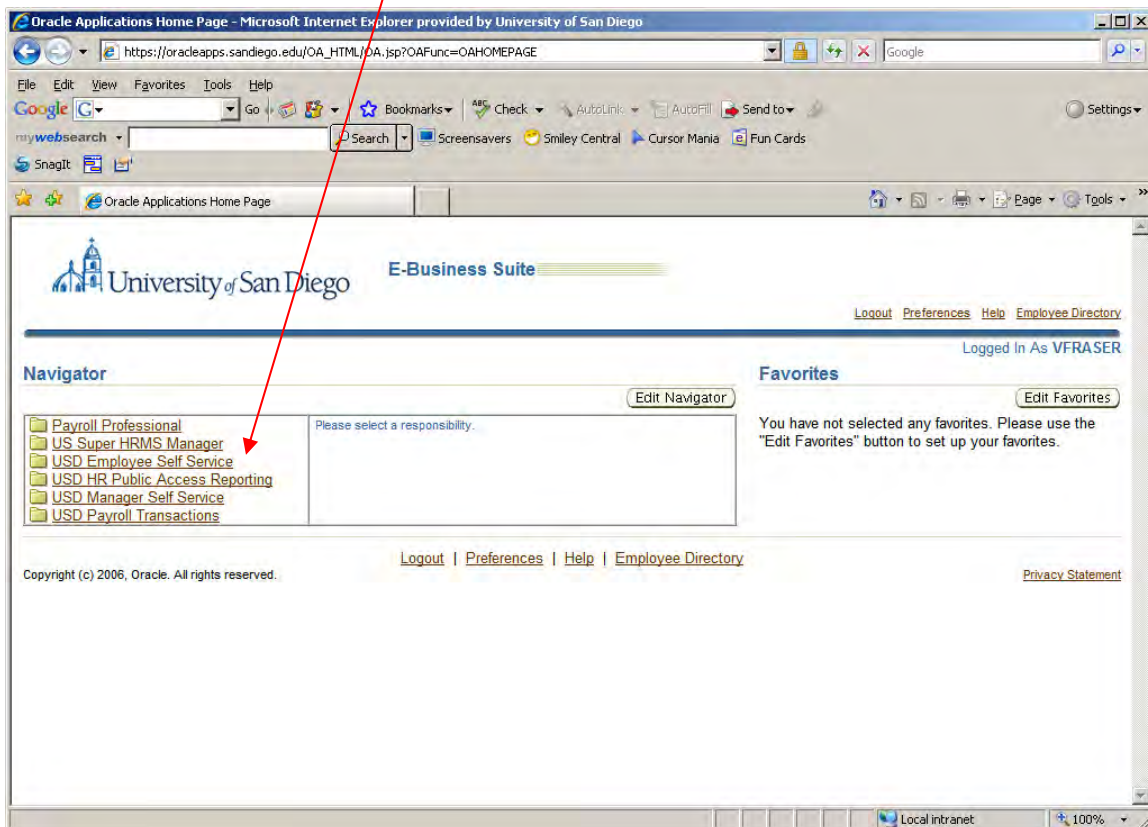 Oracle Applications Home Page - Microsoft Internet Explorer provided by University of San Diego
https://oracleapps.sandiego.edu/OA_HTML/OA.jsp?OAFunc=OAHOMEPAGE Google
File Edit View Favorites Tools Help
Google G Go Bookmarks ABC Check AutoLink AutoFill Send to Settings
mywebsearch Search Screensavers Smiley Central Cursor Mania Fun Cards
SnagIt
Oracle Applications Home Page Page Tools »
University of San Diego E-Business Suite
Logout Preferences Help Employee Directory
Logged In As VFRASER
Navigator Favorites
Edit Navigator Edit Favorites
Payroll Professional Please select a responsibility. You have not selected any favorites. Please use the
US Super HRMS Manager "Edit Favorites" button to set up your favorites.
USD Employee Self Service
USD HR Public Access Reporting
USD Manager Self Service
USD Payroll Transactions
Logout | Preferences | Help | Employee Directory
Copyright (c) 2006, Oracle. All rights reserved. Privacy Statement
Local intranet 100%